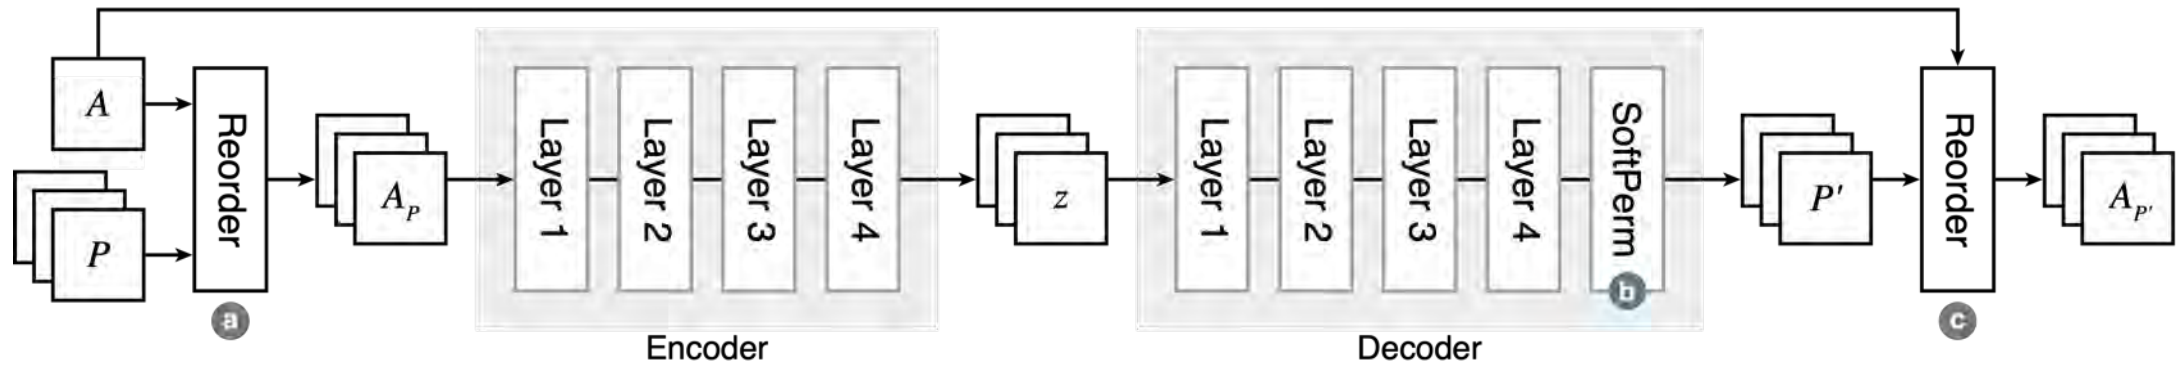 A
P
Reorder
a
A_P
Layer 1
Layer 2
Layer 3
Layer 4
Encoder
z
Layer 1
Layer 2
Layer 3
Layer 4
SoftPerm
b
Decoder
P′
Reorder
c
A_P′